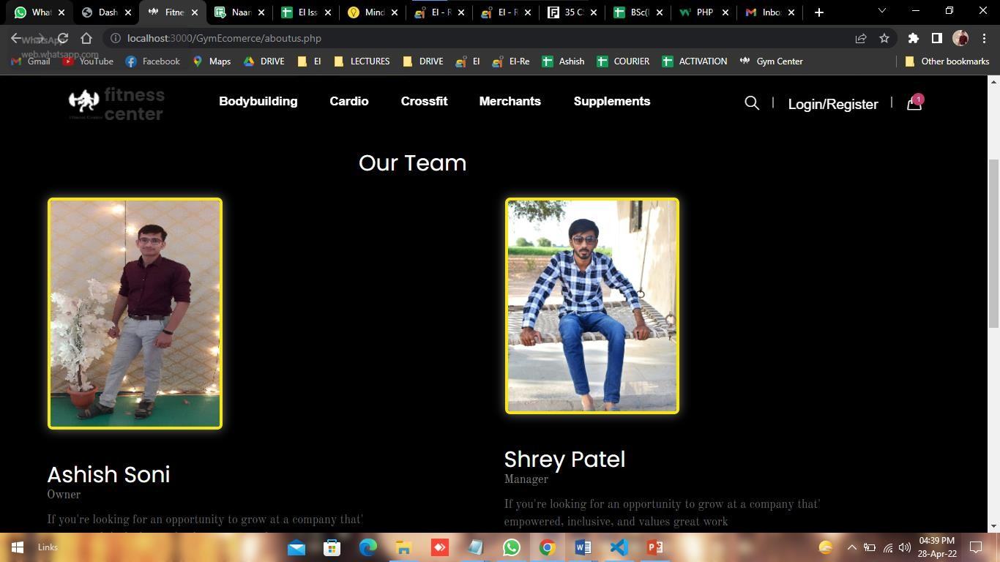 What
Dash
Fitne
Naan
EI Iss
Mind
EI - R
EI - R
35 C
BSc(
PHP
Inbo
localhost:3000/GymEcomerce/aboutus.php
WhatsApp
web.whatsapp.com
Gmail YouTube Facebook Maps DRIVE EI LECTURES DRIVE EI EI-Re Ashish COURIER ACTIVATION Gym Center Other bookmarks
fitness
center
Bodybuilding Cardio Crossfit Merchants Supplements | Login/Register | 1
Our Team
Ashish Soni
Owner
If you're looking for an opportunity to grow at a company that'
Shrey Patel
Manager
If you're looking for an opportunity to grow at a company that'
empowered, inclusive, and values great work
Links
04:39 PM
28-Apr-22